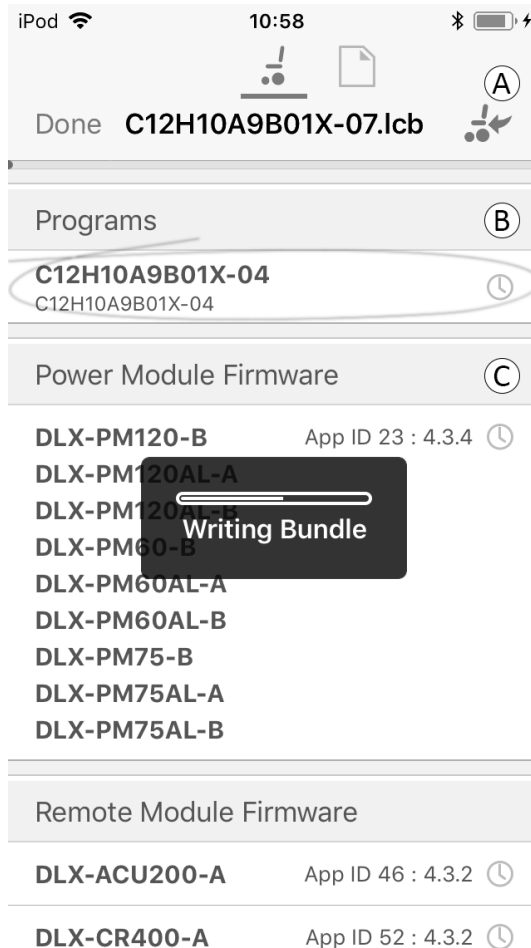 iPod 10:58
A
Done C12H10A9B01X-07.lcb
Programs B
C12H10A9B01X-04
C12H10A9B01X-04
Power Module Firmware C
DLX-PM120-B App ID 23 : 4.3.4
DLX-PM120AL-A
DLX-PM120AL-B
Writing Bundle
DLX-PM60-B
DLX-PM60AL-A
DLX-PM60AL-B
DLX-PM75-B
DLX-PM75AL-A
DLX-PM75AL-B
Remote Module Firmware
DLX-ACU200-A App ID 46 : 4.3.2
DLX-CR400-A App ID 52 : 4.3.2